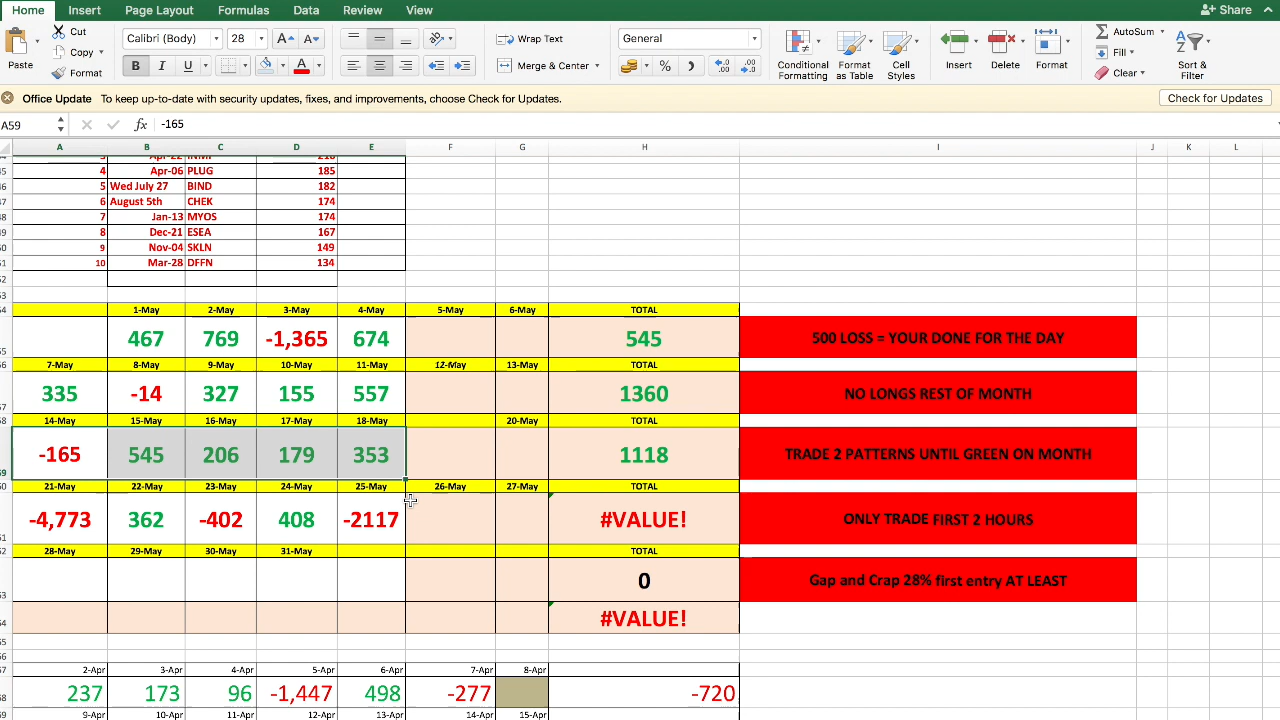 Home Page Layout Formulas Data Review View Share
Cut
Copy
Format
Paste
Calibri (Body) 28
B I U
Wrap Text
Merge & Center
General
Conditional Formatting
Format as Table
Cell Styles
Insert
Delete
Format
AutoSum
Fill
Clear
Sort & Filter
Office Update To keep up-to-date with security updates, fixes, and improvements, choose Check for Updates. Check for Updates
A59 fx -165
A B C D E F G H I J K L
4 Apr-06 PLUG 185
5 Wed July 27 BIND 182
6 August 5th CHEK 174
7 Jan-13 MYOS 174
8 Dec-21 ESEA 167
9 Nov-04 SKLN 149
10 Mar-28 DFFN 134
1-May 2-May 3-May 4-May 5-May 6-May TOTAL
467 769 -1,365 674 545 500 LOSS = YOUR DONE FOR THE DAY
7-May 8-May 9-May 10-May 11-May 12-May 13-May TOTAL
335 -14 327 155 557 1360 NO LONGS REST OF MONTH
14-May 15-May 16-May 17-May 18-May 20-May TOTAL
-165 545 206 179 353 1118 TRADE 2 PATTERNS UNTIL GREEN ON MONTH
21-May 22-May 23-May 24-May 25-May 26-May 27-May TOTAL
-4,773 362 -402 408 -2117 #VALUE! ONLY TRADE FIRST 2 HOURS
28-May 29-May 30-May 31-May TOTAL
0 Gap and Crap 28% first entry AT LEAST
#VALUE!
2-Apr 3-Apr 4-Apr 5-Apr 6-Apr 7-Apr 8-Apr
237 173 96 -1,447 498 -277 -720
9-Apr 10-Apr 11-Apr 12-Apr 13-Apr 14-Apr 15-Apr